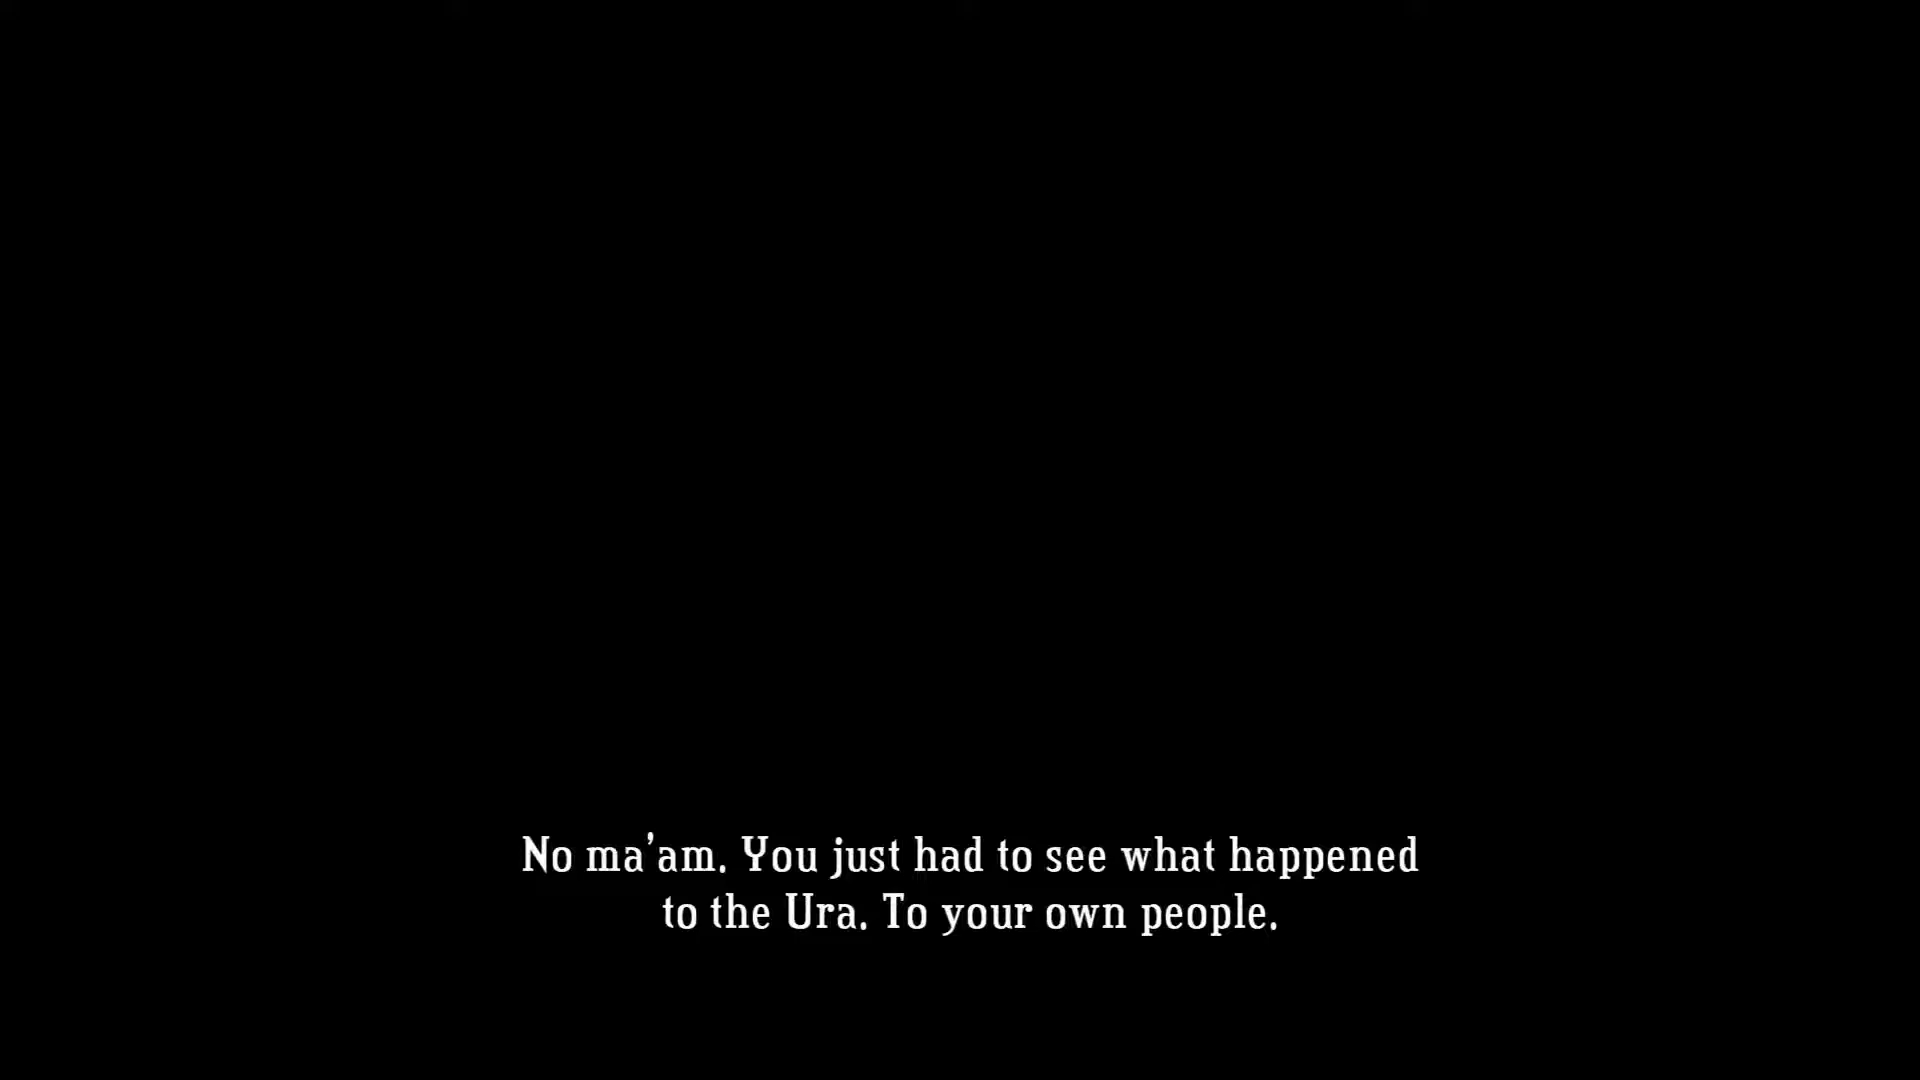 No ma’am. You just had to see what happened
to the Ura. To your own people.